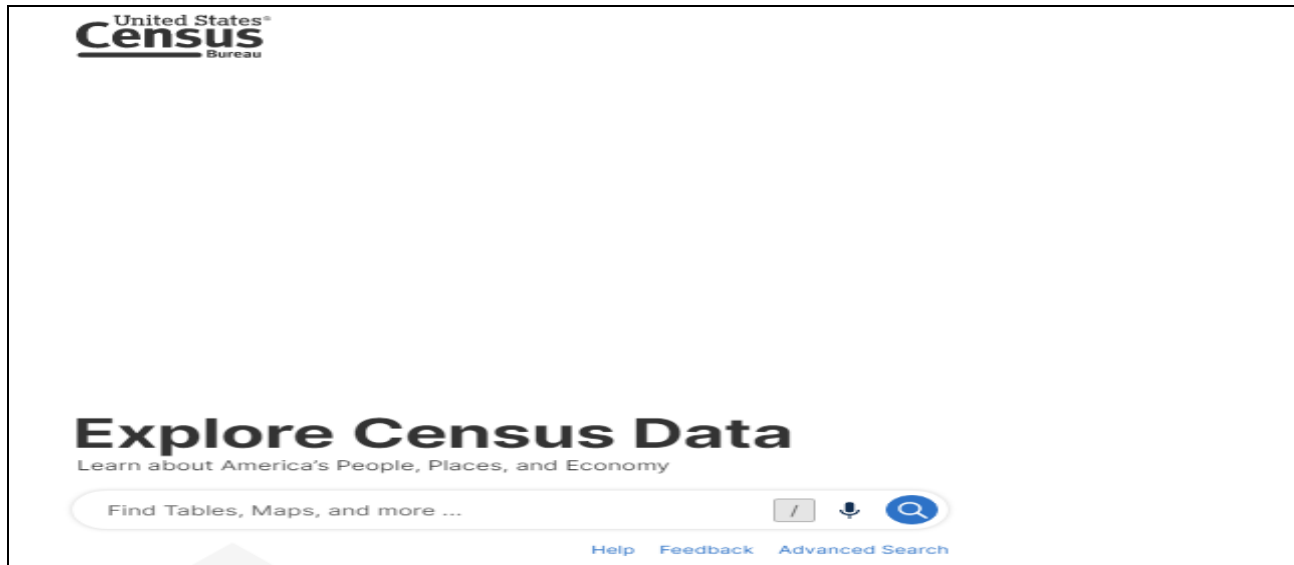 United States®
Census
Bureau
Explore Census Data
Learn about America's People, Places, and Economy
Find Tables, Maps, and more ...
/
Help Feedback Advanced Search